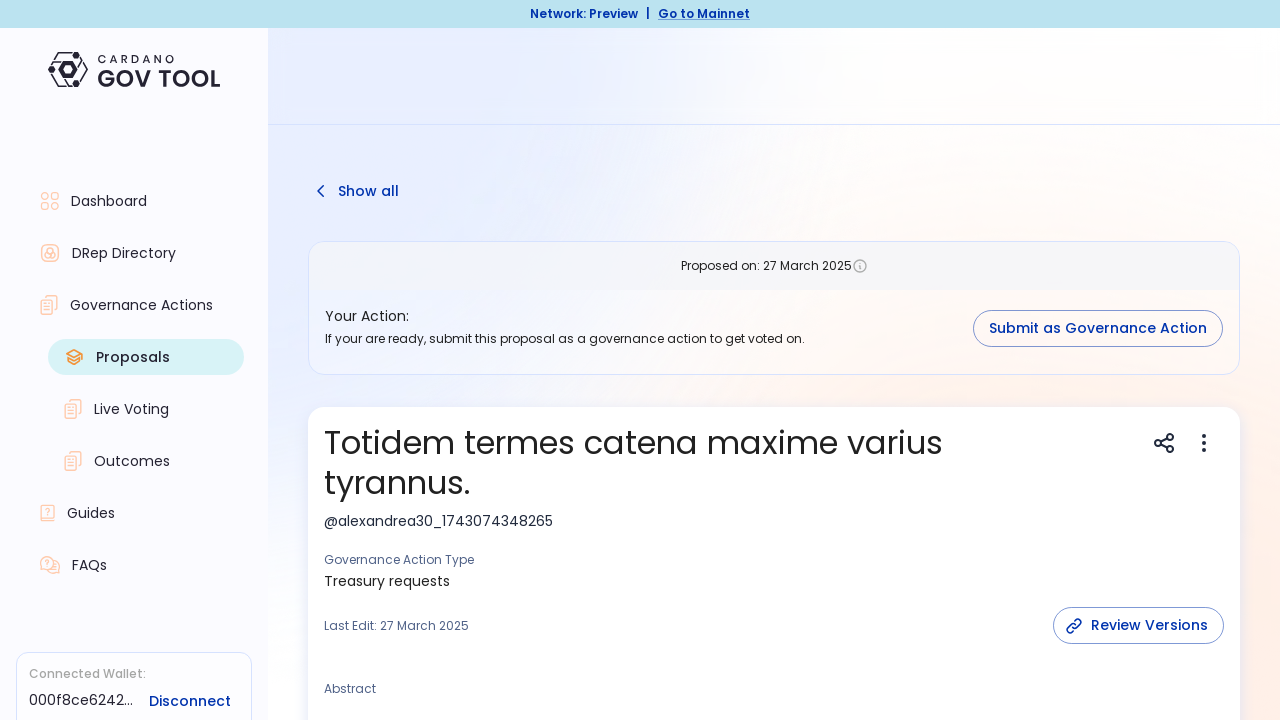 Network: Preview | Go to Mainnet
CARDANO
GOV TOOL
Dashboard
DRep Directory
Governance Actions
Proposals
Live Voting
Outcomes
Guides
FAQs
Connected Wallet:
000f8ce6242... Disconnect
Show all
Proposed on: 27 March 2025
Your Action:
If your are ready, submit this proposal as a governance action to get voted on.
Submit as Governance Action
Totidem termes catena maxime varius
tyrannus.
@alexandrea30_1743074348265
Governance Action Type
Treasury requests
Last Edit: 27 March 2025
Review Versions
Abstract